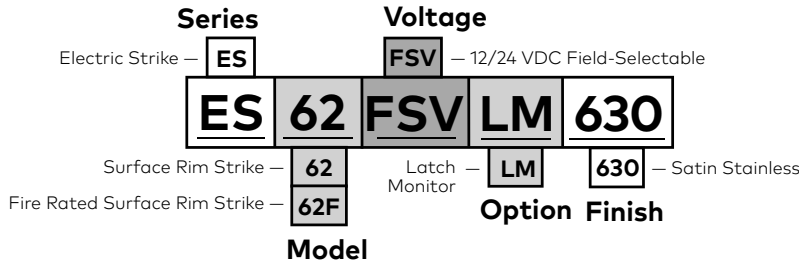 Series
Voltage
Electric Strike – ES
FSV – 12/24 VDC Field-Selectable
ES 62 FSV LM 630
Surface Rim Strike – 62
Latch Monitor – LM
630 – Satin Stainless
Fire Rated Surface Rim Strike – 62F
Option
Finish
Model